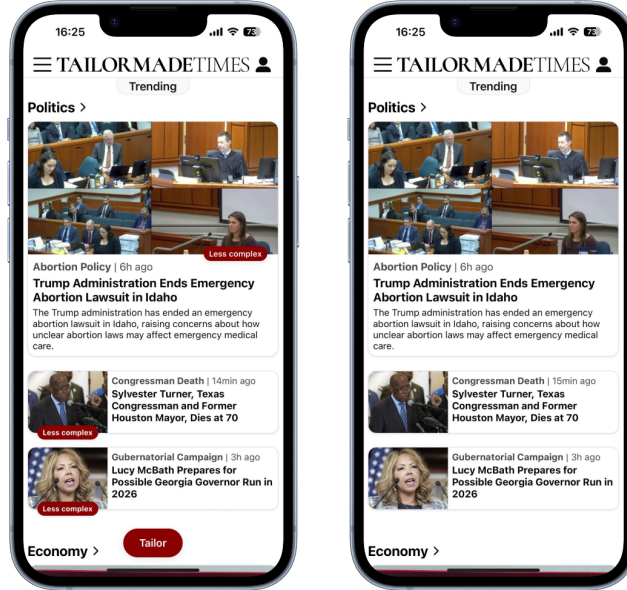 16:25
73
TAILORMADETIMES
Trending
Politics >
Less complex
Abortion Policy | 6h ago
Trump Administration Ends Emergency
Abortion Lawsuit in Idaho
The Trump administration has ended an emergency
abortion lawsuit in Idaho, raising concerns about how
unclear abortion laws may affect emergency medical
care.
Congressman Death | 14min ago
Sylvester Turner, Texas
Congressman and Former
Houston Mayor, Dies at 70
Less complex
Gubernatorial Campaign | 3h ago
Lucy McBath Prepares for
Possible Georgia Governor Run in
2026
Less complex
Tailor
Economy >
16:25
73
TAILORMADETIMES
Trending
Politics >
Abortion Policy | 6h ago
Trump Administration Ends Emergency
Abortion Lawsuit in Idaho
The Trump administration has ended an emergency
abortion lawsuit in Idaho, raising concerns about how
unclear abortion laws may affect emergency medical
care.
Congressman Death | 15min ago
Sylvester Turner, Texas
Congressman and Former
Houston Mayor, Dies at 70
Gubernatorial Campaign | 3h ago
Lucy McBath Prepares for
Possible Georgia Governor Run in
2026
Economy >